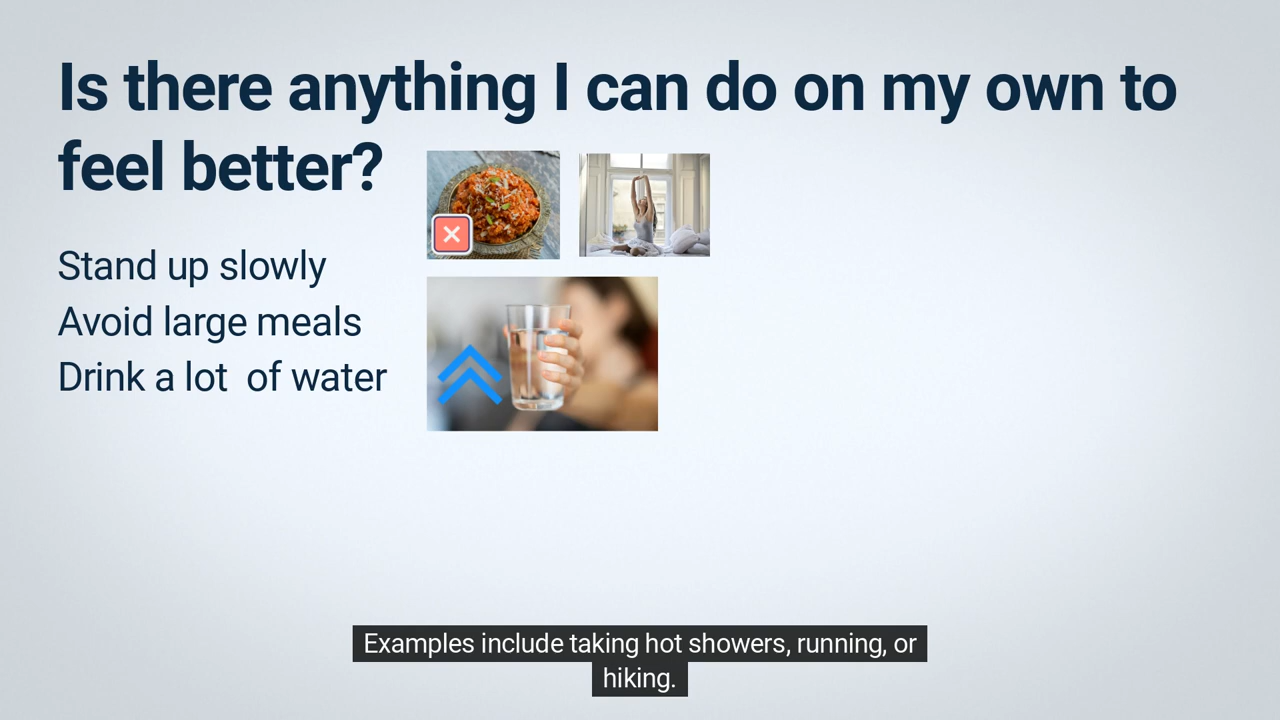 Is there anything I can do on my own to
feel better?
Stand up slowly
Avoid large meals
Drink a lot  of water
Examples include taking hot showers, running, or
hiking.